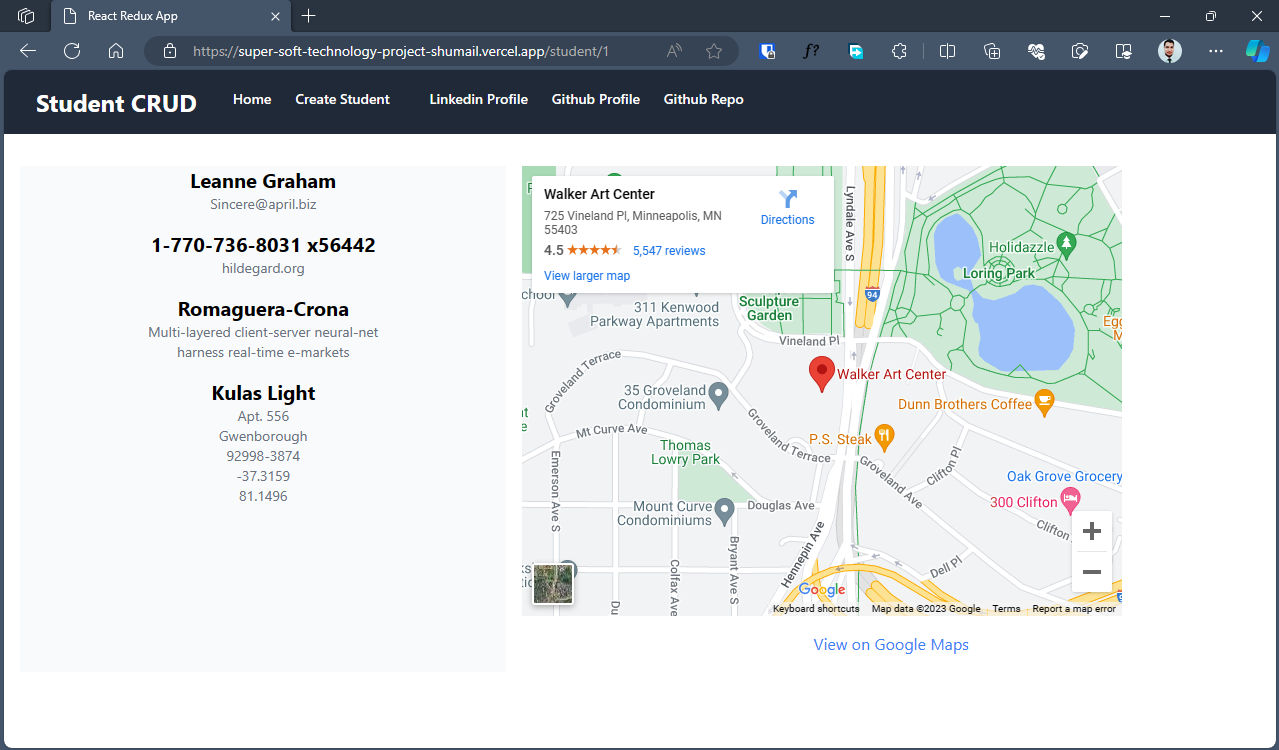 React Redux App
https://super-soft-technology-project-shumail.vercel.app/student/1
Student CRUD
Home
Create Student
Linkedin Profile
Github Profile
Github Repo
Leanne Graham
Sincere@april.biz
1-770-736-8031 x56442
hildegard.org
Romaguera-Crona
Multi-layered client-server neural-net
harness real-time e-markets
Kulas Light
Apt. 556
Gwenborough
92998-3874
-37.3159
81.1496
Walker Art Center
725 Vineland Pl, Minneapolis, MN
55403
Directions
4.5
5,547 reviews
View larger map
Lyndale Ave S
Holidazzle
Loring Park
94
311 Kenwood
Parkway Apartments
Sculpture
Garden
Vineland Pl
Groveland Terrace
Walker Art Center
35 Groveland
Condominium
Dunn Brothers Coffee
Mt Curve Ave
Groveland Terrace
P.S. Steak
Thomas
Lowry Park
Clifton Pl
Groveland Ave
Oak Grove Grocery
300 Clifton
Emerson Ave S
Mount Curve
Condominiums
Douglas Ave
Clifton
Hennepin Ave
Bryant Ave S
Colfax Ave
Dell Pl
Google
Keyboard shortcuts
Map data ©2023 Google
Terms
Report a map error
View on Google Maps